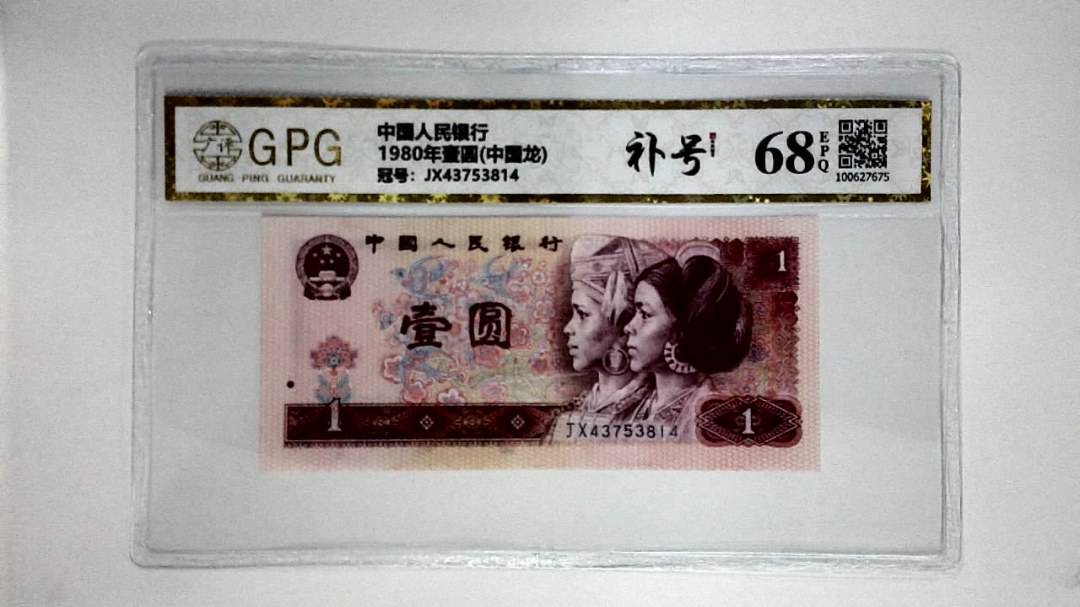 GPG
GUANG PING GUARANTY
中国人民银行
1980年壹圆(中国龙)
冠号: JX43753814
补号
68
EPQ
100627675
中国人民银行
壹圆
1
1
JX43753814
1